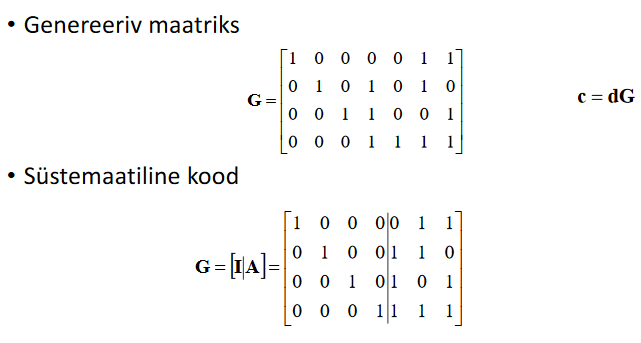 • Genereeriv maatriks
1 0 0 0 0 1 1
0 1 0 1 0 1 0
G =
c = dG
0 0 1 1 0 0 1
0 0 0 1 1 1 1
• Süstemaatiline kood
1 0 0 0|0 1 1
0 1 0 0|1 1 0
G = [I|A] =
0 0 1 0|1 0 1
0 0 0 1|1 1 1